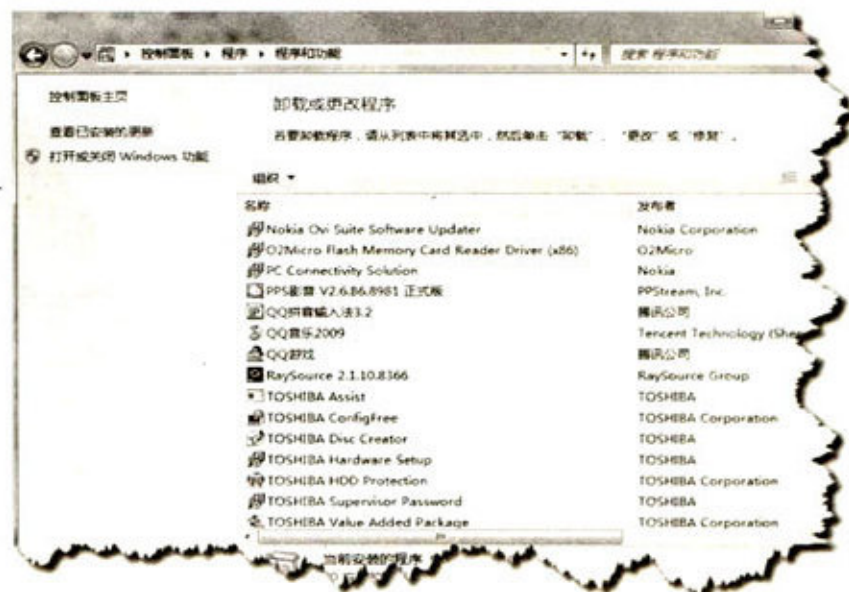 控制面板 ▸ 程序 ▸ 程序和功能
搜索 程序和功能
控制面板主页
查看已安装的更新
打开或关闭 Windows 功能
卸载或更改程序
若要卸载程序，请从列表中将其选中，然后单击“卸载”、“更改”或“修复”。
组织
名称 发布者
Nokia Ovi Suite Software Updater Nokia Corporation
O2Micro Flash Memory Card Reader Driver (x86) O2Micro
PC Connectivity Solution Nokia
PPS影音 V2.6.86.8981 正式版 PPStream, Inc.
QQ拼音输入法3.2 腾讯公司
QQ音乐2009 Tencent Technology (She
QQ游戏 腾讯公司
RaySource 2.1.10.8366 RaySource Group
TOSHIBA Assist TOSHIBA
TOSHIBA ConfigFree TOSHIBA Corporation
TOSHIBA Disc Creator TOSHIBA
TOSHIBA Hardware Setup TOSHIBA
TOSHIBA HDD Protection TOSHIBA Corporation
TOSHIBA Supervisor Password TOSHIBA
TOSHIBA Value Added Package TOSHIBA Corporation
当前安装的程序